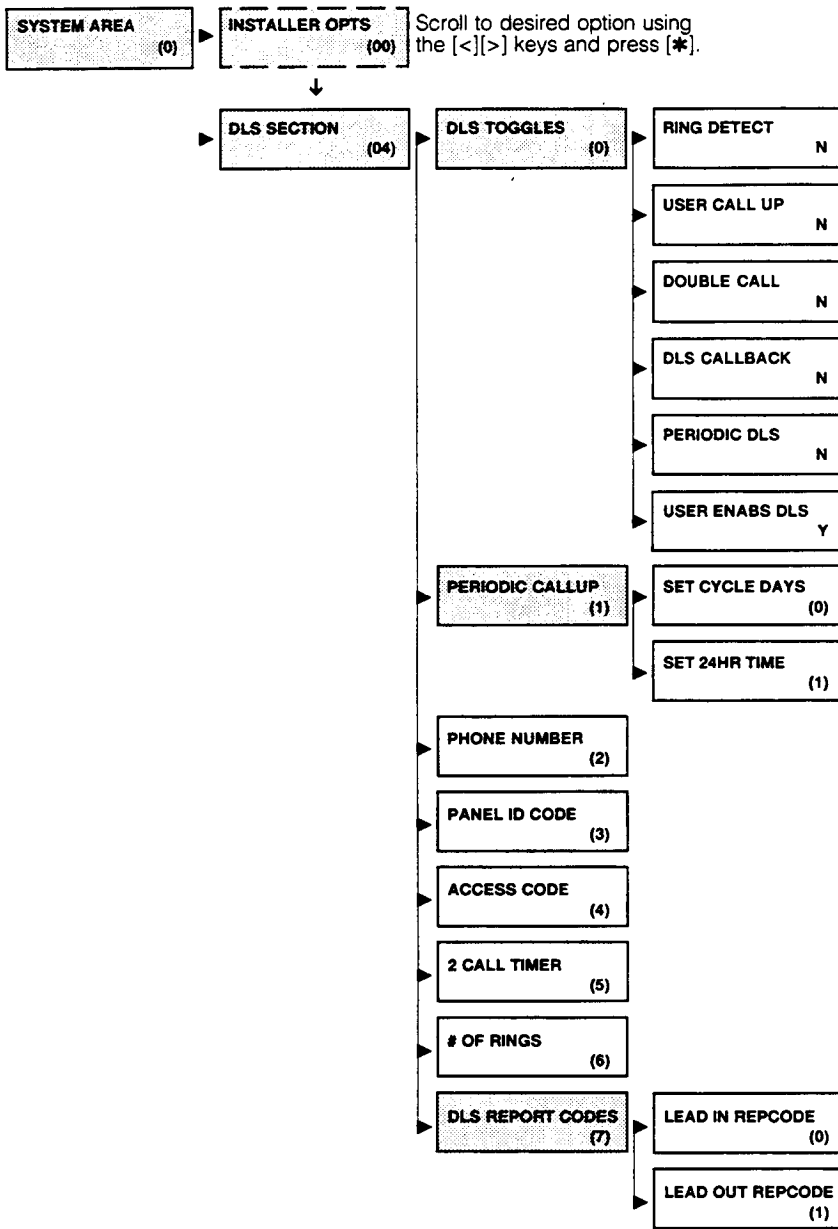 SYSTEM AREA
(0)
INSTALLER OPTS
(00)
Scroll to desired option using
the [<][>] keys and press [✱].
DLS SECTION
(04)
DLS TOGGLES
(0)
RING DETECT
N
USER CALL UP
N
DOUBLE CALL
N
DLS CALLBACK
N
PERIODIC DLS
N
USER ENABS DLS
Y
PERIODIC CALLUP
(1)
SET CYCLE DAYS
(0)
SET 24HR TIME
(1)
PHONE NUMBER
(2)
PANEL ID CODE
(3)
ACCESS CODE
(4)
2 CALL TIMER
(5)
# OF RINGS
(6)
DLS REPORT CODES
(7)
LEAD IN REPCODE
(0)
LEAD OUT REPCODE
(1)